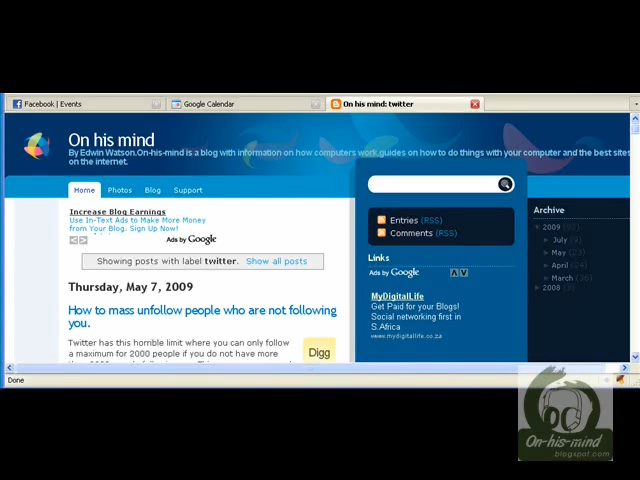 Facebook | Events
Google Calendar
On his mind: twitter
On his mind
By Edwin Watson.On-his-mind is a blog with information on how computers work,guides on how to do things with your computer and the best sites
on the internet.
Home
Photos
Blog
Support
Increase Blog Earnings
Use In-Text Ads to Make More Money
from Your Blog. Sign Up Now!
Ads by Google
Showing posts with label twitter. Show all posts
Thursday, May 7, 2009
How to mass unfollow people who are not following
you.
Twitter has this horrible limit where you can only follow
a maximum for 2000 people if you do not have more
Digg
Entries (RSS)
Comments (RSS)
Links
Ads by Google
MyDigitalLife
Get Paid for your Blogs!
Social networking first in
S.Africa
www.mydigitallife.co.za
Archive
2009
July (9)
May (23)
April (24)
March (36)
2008 (3)
Done
On-his-mind
blogspot.com